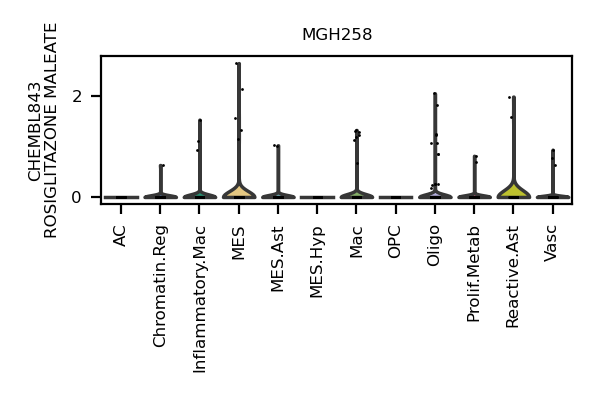 MGH258
CHEMBL843
ROSIGLITAZONE MALEATE
2
0
AC
Chromatin.Reg
Inflammatory.Mac
MES
MES.Ast
MES.Hyp
Mac
OPC
Oligo
Prolif.Metab
Reactive.Ast
Vasc